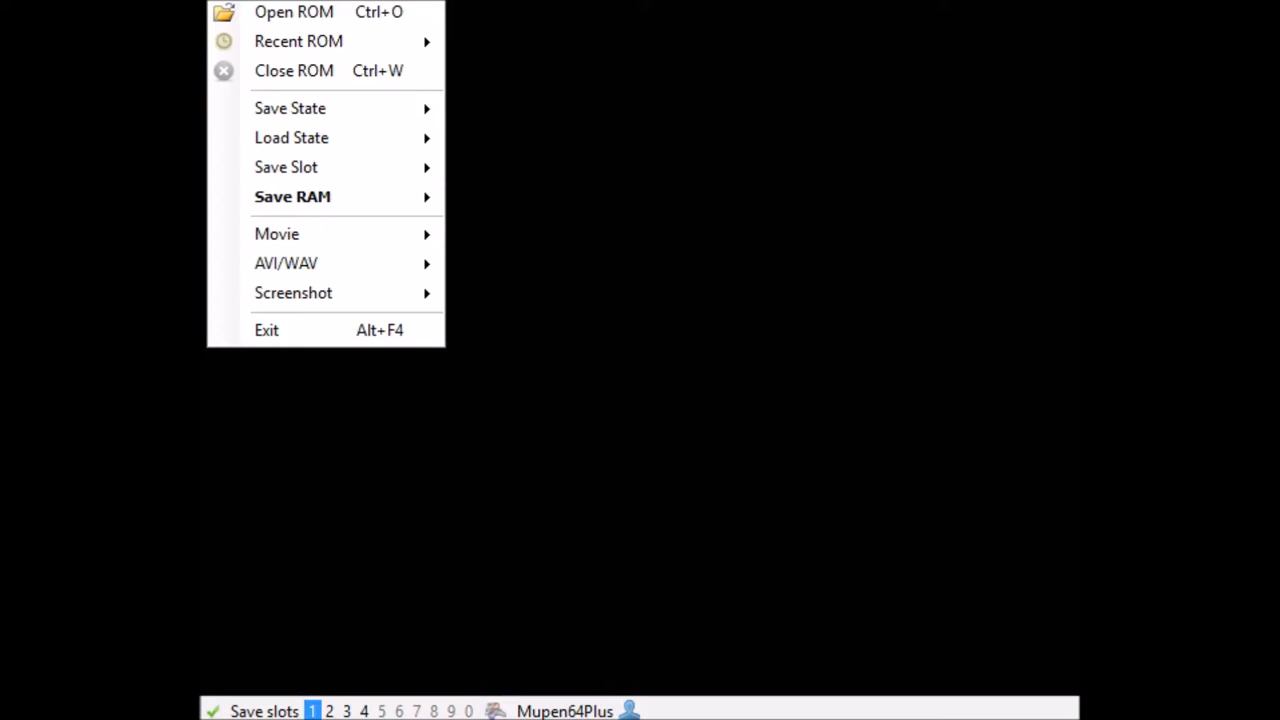 Open ROM Ctrl+O
Recent ROM
Close ROM Ctrl+W
Save State
Load State
Save Slot
Save RAM
Movie
AVI/WAV
Screenshot
Exit Alt+F4
Save slots 1 2 3 4 5 6 7 8 9 0 Mupen64Plus